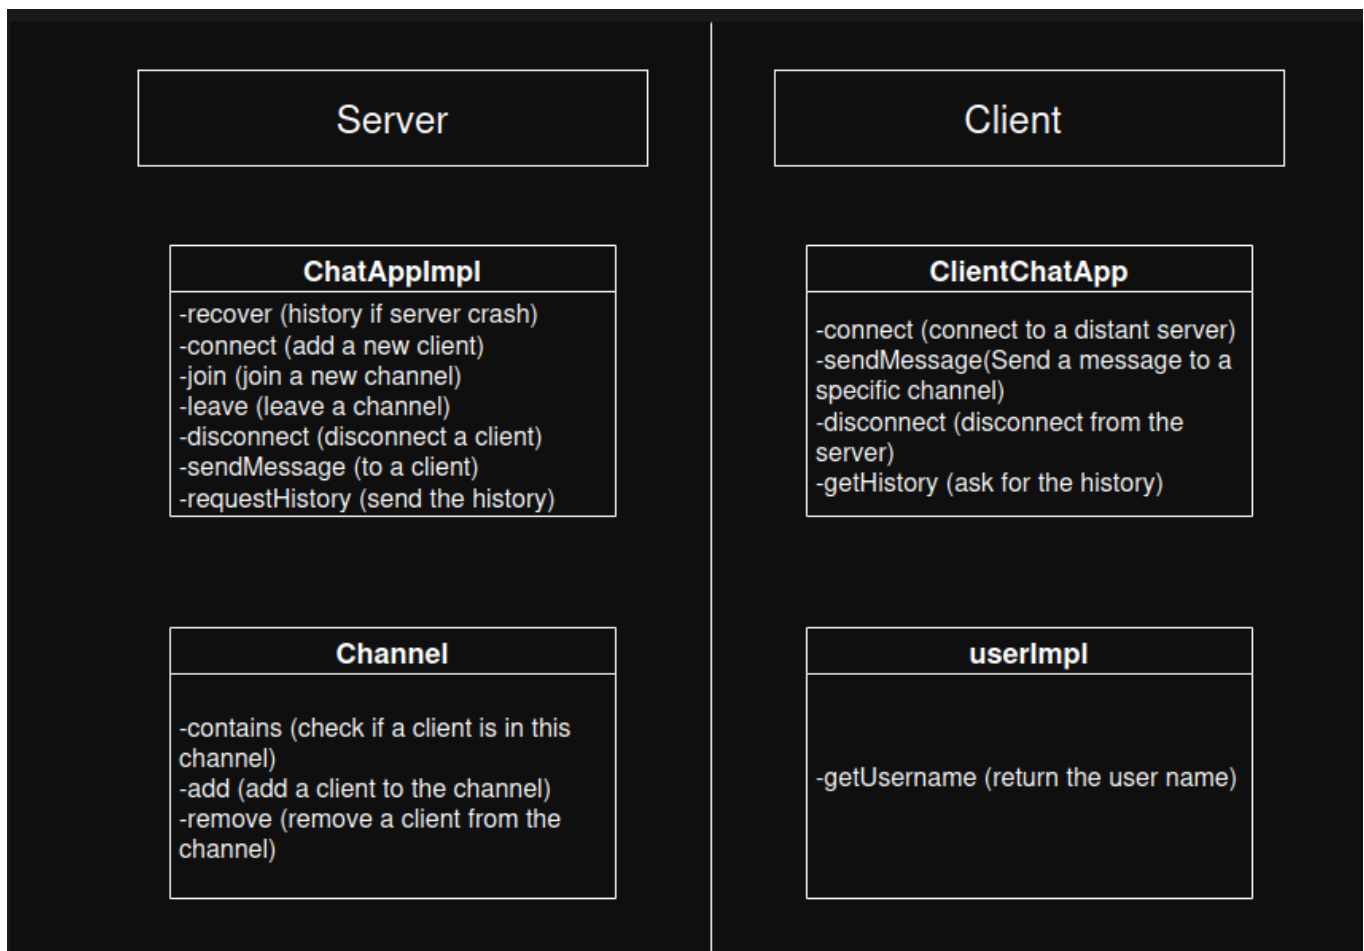 Server
Client
ChatAppImpl
-recover (history if server crash)
-connect (add a new client)
-join (join a new channel)
-leave (leave a channel)
-disconnect (disconnect a client)
-sendMessage (to a client)
-requestHistory (send the history)
ClientChatApp
-connect (connect to a distant server)
-sendMessage(Send a message to a
specific channel)
-disconnect (disconnect from the
server)
-getHistory (ask for the history)
Channel
-contains (check if a client is in this
channel)
-add (add a client to the channel)
-remove (remove a client from the
channel)
userImpl
-getUsername (return the user name)